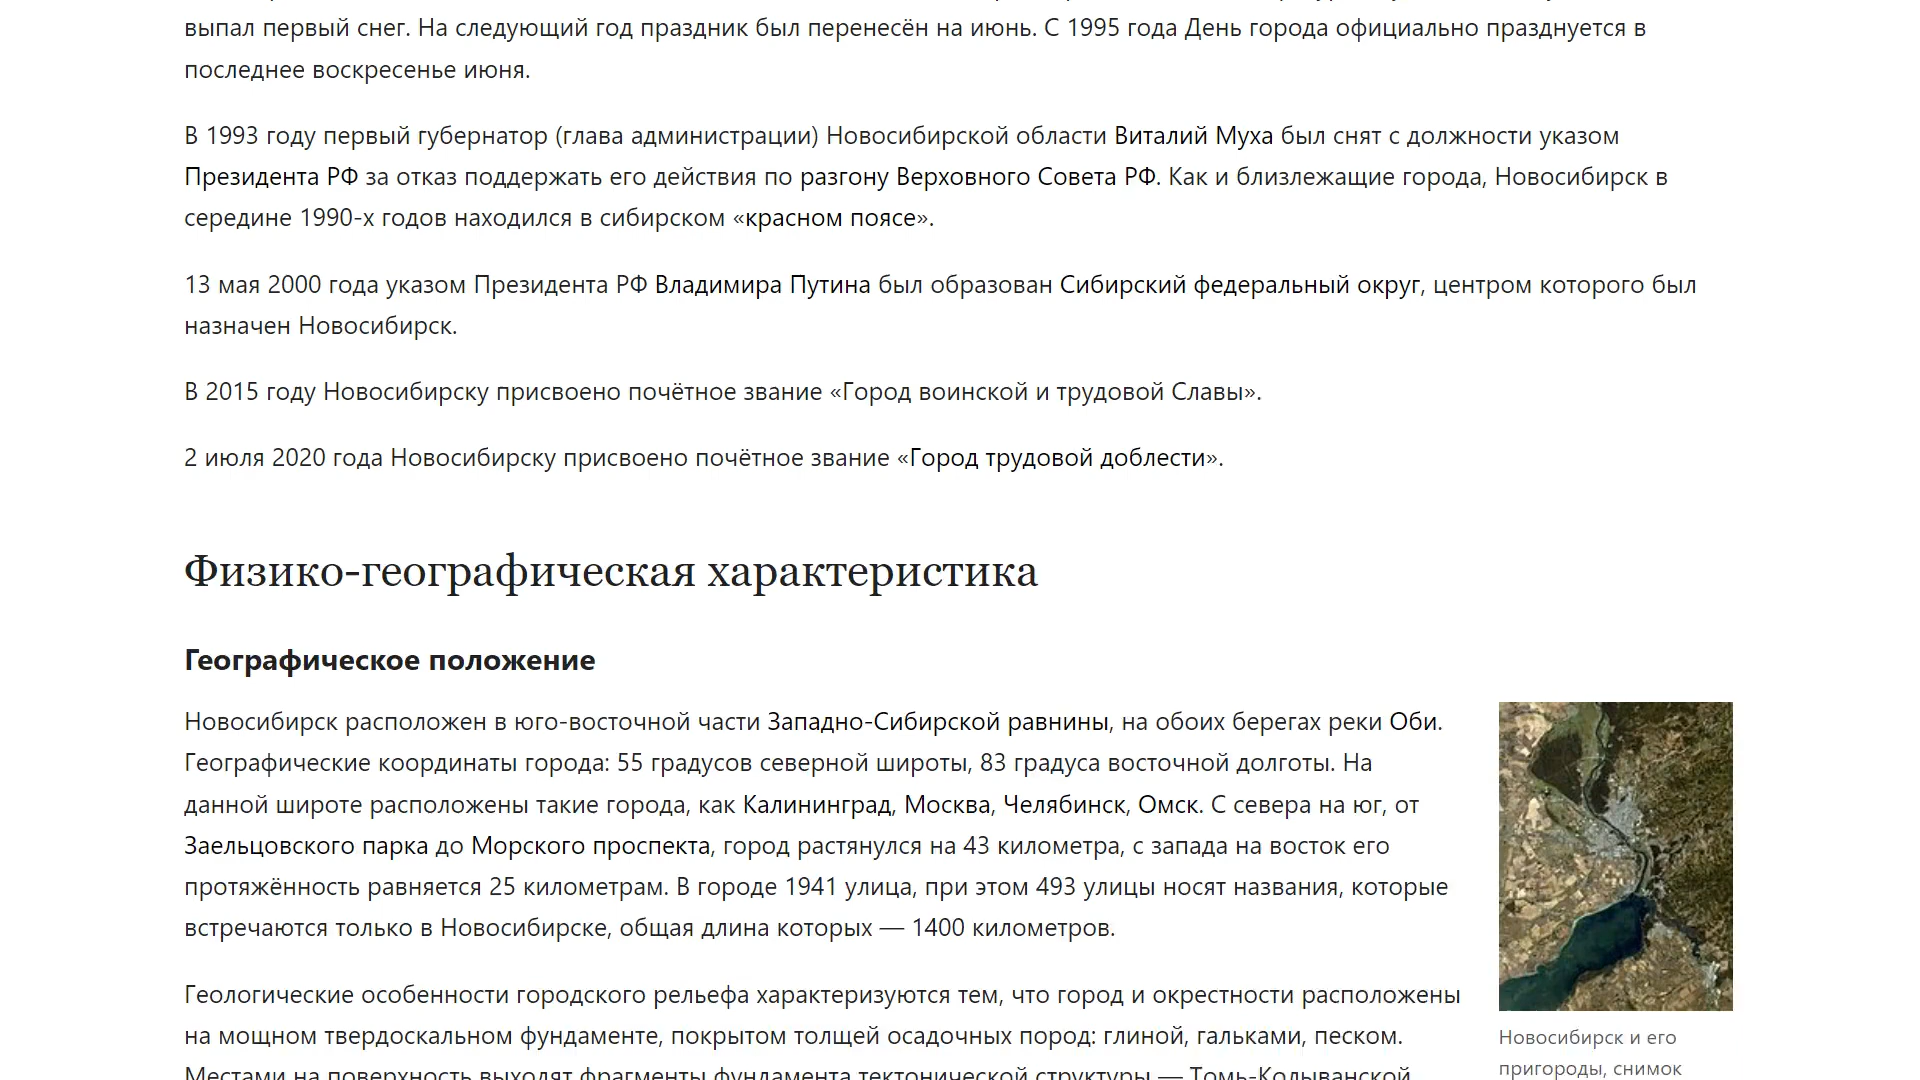 выпал первый снег. На следующий год праздник был перенесён на июнь. С 1995 года День города официально празднуется в
последнее воскресенье июня.
В 1993 году первый губернатор (глава администрации) Новосибирской области Виталий Муха был снят с должности указом
Президента РФ за отказ поддержать его действия по разгону Верховного Совета РФ. Как и близлежащие города, Новосибирск в
середине 1990-х годов находился в сибирском «красном поясе».
13 мая 2000 года указом Президента РФ Владимира Путина был образован Сибирский федеральный округ, центром которого был
назначен Новосибирск.
В 2015 году Новосибирску присвоено почётное звание «Город воинской и трудовой Славы».
2 июля 2020 года Новосибирску присвоено почётное звание «Город трудовой доблести».
Физико-географическая характеристика
Географическое положение
Новосибирск расположен в юго-восточной части Западно-Сибирской равнины, на обоих берегах реки Оби.
Географические координаты города: 55 градусов северной широты, 83 градуса восточной долготы. На
данной широте расположены такие города, как Калининград, Москва, Челябинск, Омск. С севера на юг, от
Заельцовского парка до Морского проспекта, город растянулся на 43 километра, с запада на восток его
протяжённость равняется 25 километрам. В городе 1941 улица, при этом 493 улицы носят названия, которые
встречаются только в Новосибирске, общая длина которых — 1400 километров.
Геологические особенности городского рельефа характеризуются тем, что город и окрестности расположены
на мощном твердоскальном фундаменте, покрытом толщей осадочных пород: глиной, гальками, песком.
Местами на поверхность выходят фрагменты фундамента тектонической структуры — Томь-Колыванской
Новосибирск и его
пригороды, снимок